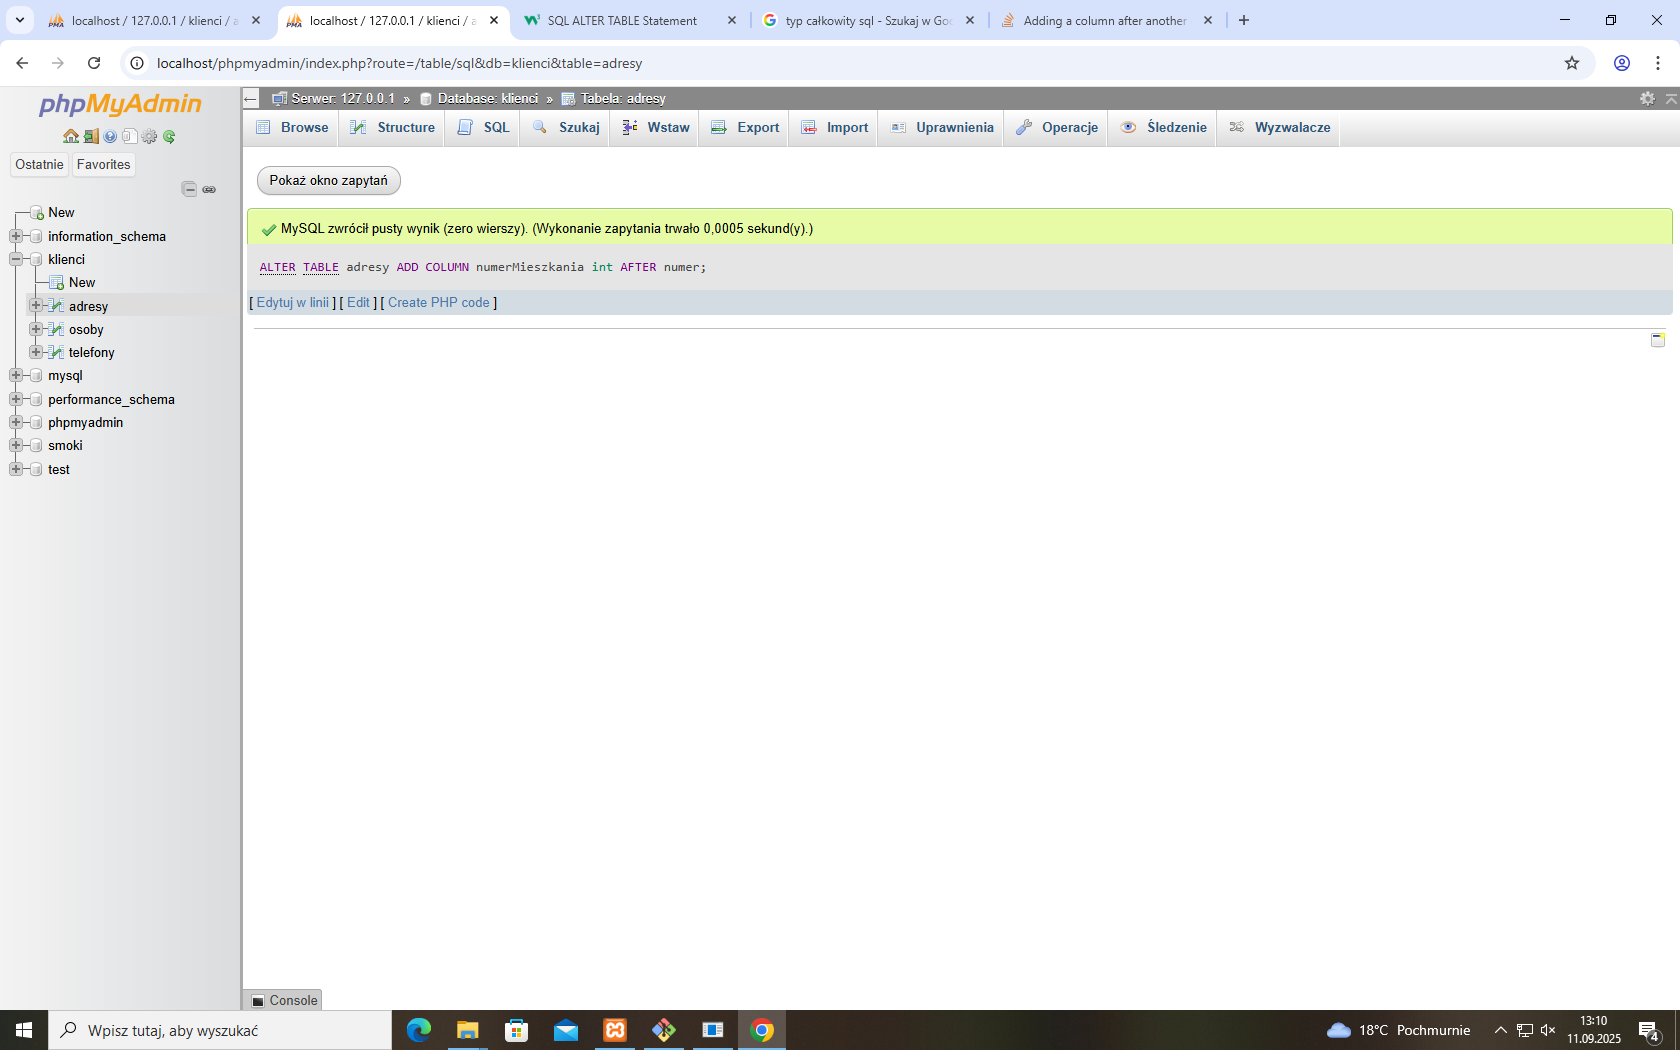 localhost / 127.0.0.1 / klienci / a
localhost / 127.0.0.1 / klienci / a
SQL ALTER TABLE Statement
typ całkowity sql - Szukaj w Goo
Adding a column after another
localhost/phpmyadmin/index.php?route=/table/sql&db=klienci&table=adresy
phpMyAdmin
Ostatnie
Favorites
New
information_schema
klienci
New
adresy
osoby
telefony
mysql
performance_schema
phpmyadmin
smoki
test
Serwer: 127.0.0.1 » Database: klienci » Tabela: adresy
Browse
Structure
SQL
Szukaj
Wstaw
Export
Import
Uprawnienia
Operacje
Śledzenie
Wyzwalacze
Pokaż okno zapytań
MySQL zwrócił pusty wynik (zero wierszy). (Wykonanie zapytania trwało 0,0005 sekund(y).)
ALTER TABLE adresy ADD COLUMN numerMieszkania int AFTER numer;
[ Edytuj w linii ] [ Edit ] [ Create PHP code ]
Console
Wpisz tutaj, aby wyszukać
18°C Pochmurnie
13:10
11.09.2025
4